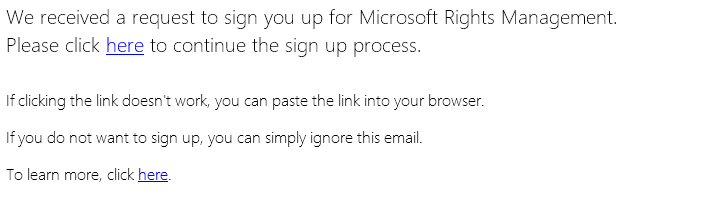 We received a request to sign you up for Microsoft Rights Management.
Please click here to continue the sign up process.
If clicking the link doesn't work, you can paste the link into your browser.
If you do not want to sign up, you can simply ignore this email.
To learn more, click here.